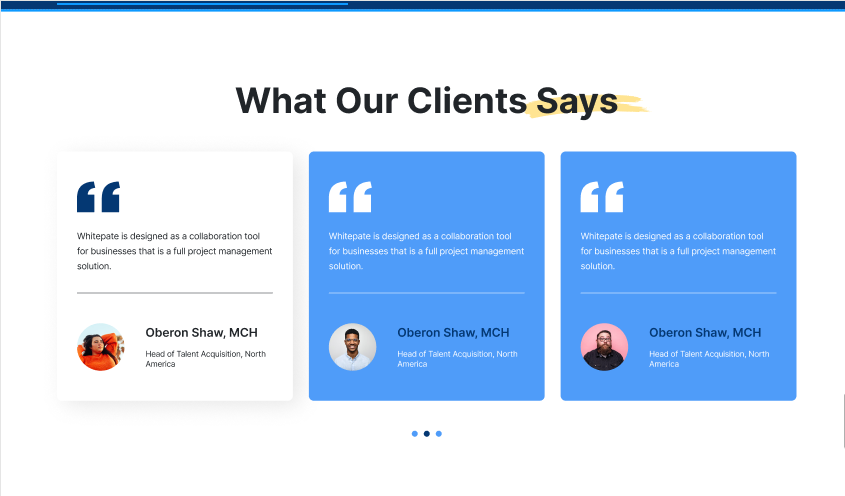 What Our Clients Says
Whitepate is designed as a collaboration tool
for businesses that is a full project management
solution.
Oberon Shaw, MCH
Head of Talent Acquisition, North
America
Whitepate is designed as a collaboration tool
for businesses that is a full project management
solution.
Oberon Shaw, MCH
Head of Talent Acquisition, North
America
Whitepate is designed as a collaboration tool
for businesses that is a full project management
solution.
Oberon Shaw, MCH
Head of Talent Acquisition, North
America